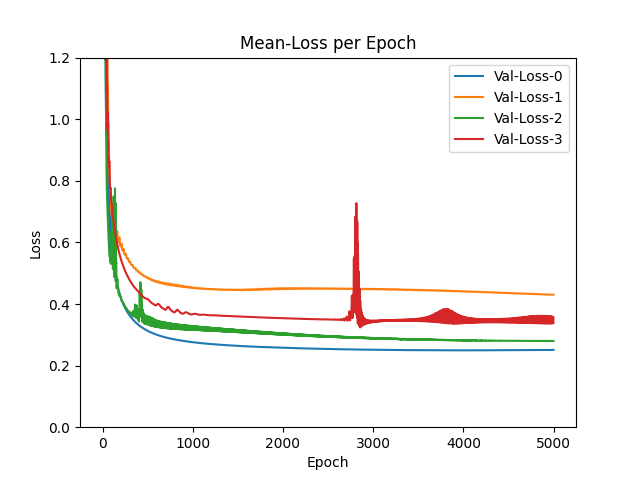 Mean-Loss per Epoch
Val-Loss-0
Val-Loss-1
Val-Loss-2
Val-Loss-3
Loss
1.2
1.0
0.8
0.6
0.4
0.2
0.0
0 1000 2000 3000 4000 5000
Epoch